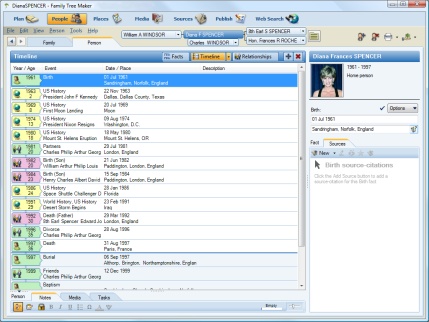 DianaSPENCER - Family Tree Maker
Plan People Places Media Sources Publish Web Search
File Edit View Person Tools Help
Family Person
William A WINDSOR
Diana F SPENCER
Charles WINDSOR
8th Earl S SPENCER
Hon. Frances R ROCHE
Timeline
Facts Timeline Relationships
Year / Age Event Date / Place Description
1961 Birth 01 Jul 1961
Sandringham, Norfolk, England
1963 US History 22 Nov 1963
2 President John F Kennedy Dallas, Dallas County, Texas
1969 US History 20 Jul 1969
8 First Moon Landing Moon
1974 US History 09 Aug 1974
13 President Nixon Resigns Washington, D.C.
1980 US History 18 May 1980
18 Mount St. Helens Eruption Mount St. Helens, OR
1981 Partners 29 Jul 1981
20 Charles Philip Arthur Georg London, England
1982 Birth (Son) 21 Jun 1982
20 William Arthur Philip Louis Paddington, London, England
1984 Birth (Son) 15 Sep 1984
23 Henry Charles Albert David Paddington, London, England
1986 US History 28 Jan 1986
24 Space Shuttle Challenger D Florida
1991 World History, US History 23 Feb 1991
29 Desert Storm Begins Iraq
1992 Death (Father) 29 Mar 1992
30 8th Earl Spencer Edward Jo London, England
1996 Divorce 28 Aug 1996
35 Charles Philip Arthur Georg
1997 Death 31 Aug 1997
36 Paris, France
1997 Burial 06 Sep 1997
Althorp, Brington, Northamptonshire, Englan
1999 Friends 12 Dec 1999
Charles Philip Arthur Georg
Baptism
Person Notes Media Tasks
Diana Frances SPENCER
1961 - 1997
Home person
Birth: Options
01 Jul 1961
Sandringham, Norfolk, England
Fact Sources
New
Birth source-citations
Click the Add Source button to add a
source-citation for the Birth fact